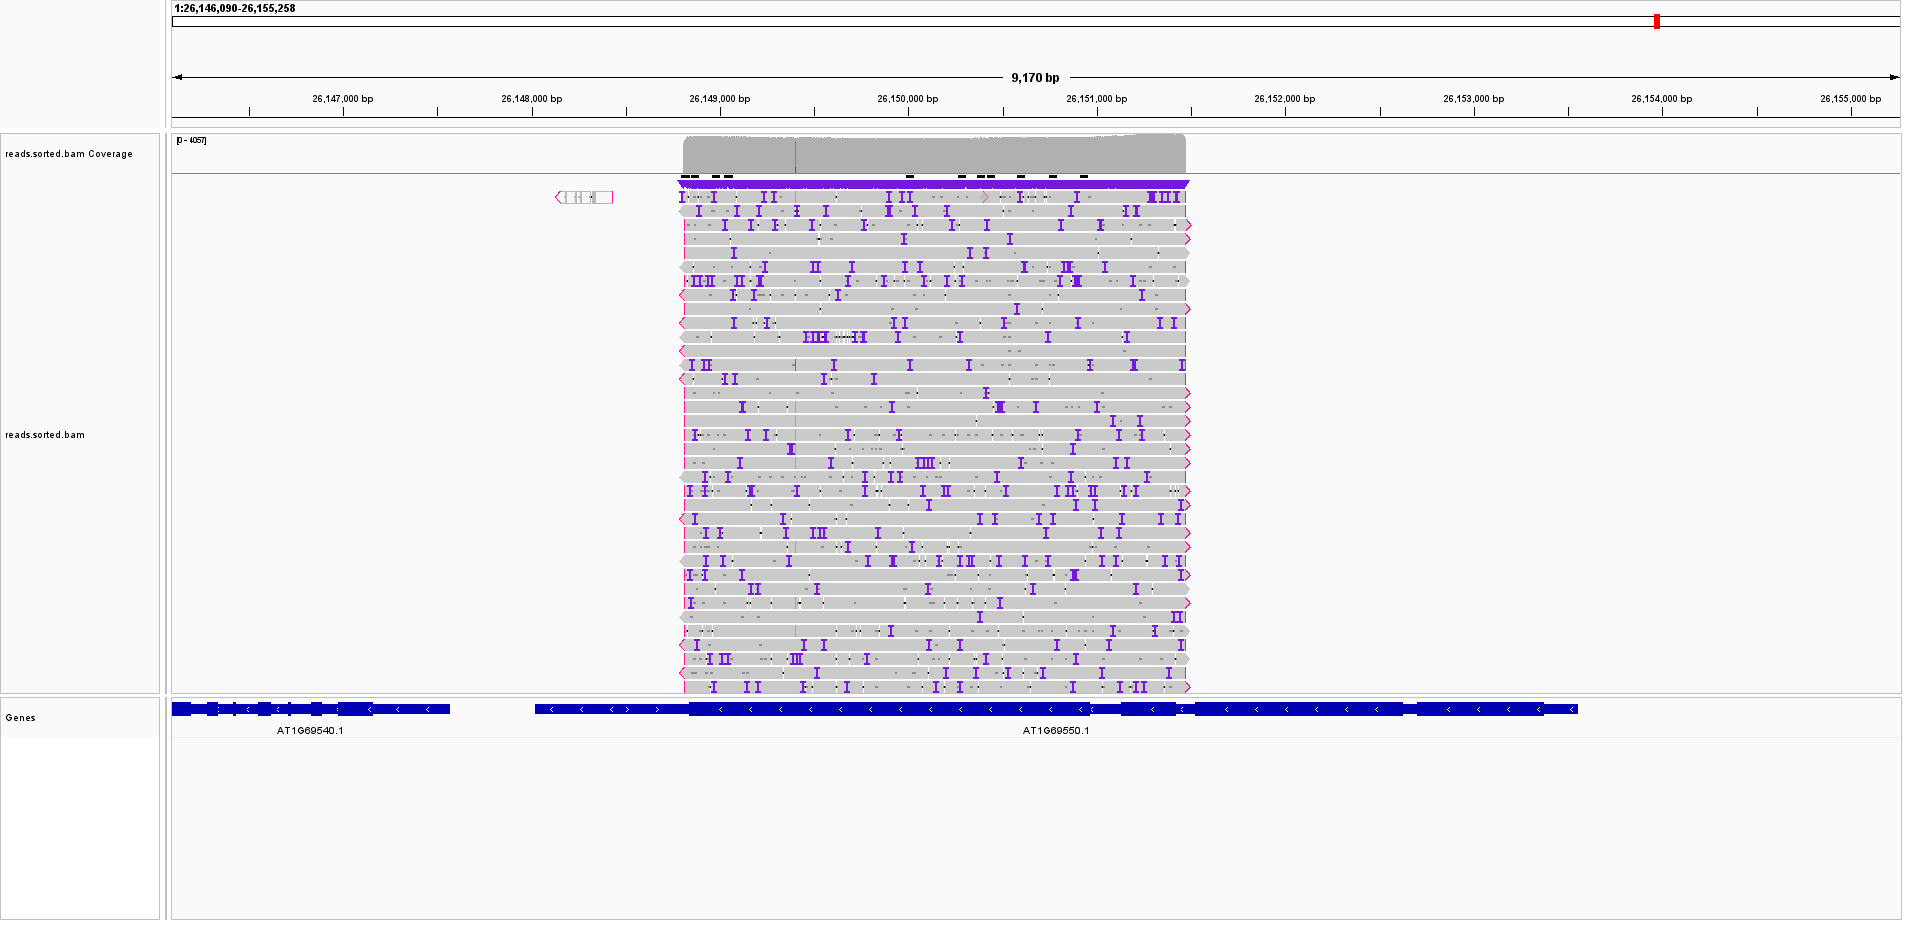 1:26,146,090-26,155,258
9,170 bp
26,147,000 bp 26,148,000 bp 26,149,000 bp 26,150,000 bp 26,151,000 bp 26,152,000 bp 26,153,000 bp 26,154,000 bp 26,155,000 bp
[0 - 4057]
reads.sorted.bam Coverage
reads.sorted.bam
Genes
AT1G69540.1 AT1G69550.1